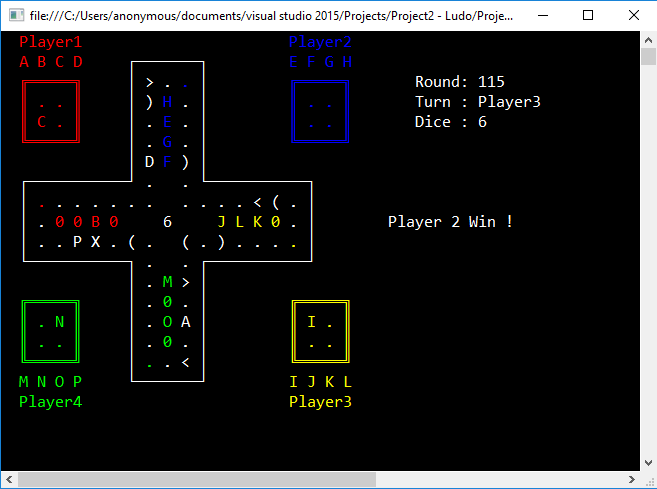 file:///C:/Users/anonymous/documents/visual studio 2015/Projects/Project2 - Ludo/Proje...
Player1 Player2
A B C D E F G H
> . . Round: 115
. . ) H . . . Turn : Player3
C . . E . . . Dice : 6
. G .
D F )
. .
. . . . . . . . . . . < ( .
. 0 0 B 0 6 J L K 0 . Player 2 Win !
. . P X . ( . ( . ) . . . .
. .
. M >
. 0 .
. N . O A I .
. . . 0 . . .
. . <
M N O P I J K L
Player4 Player3